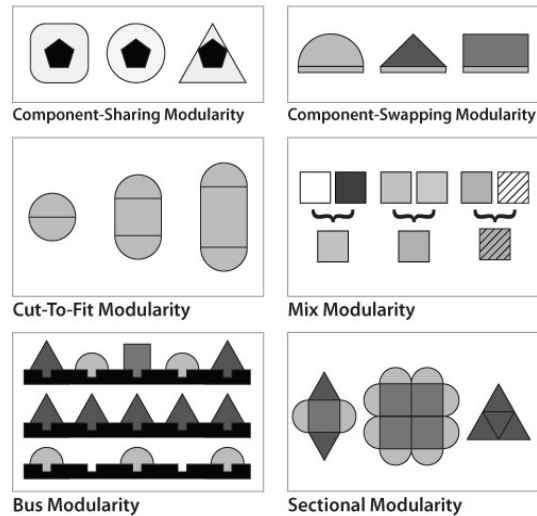 Component-Sharing Modularity
Component-Swapping Modularity
Cut-To-Fit Modularity
Mix Modularity
Bus Modularity
Sectional Modularity